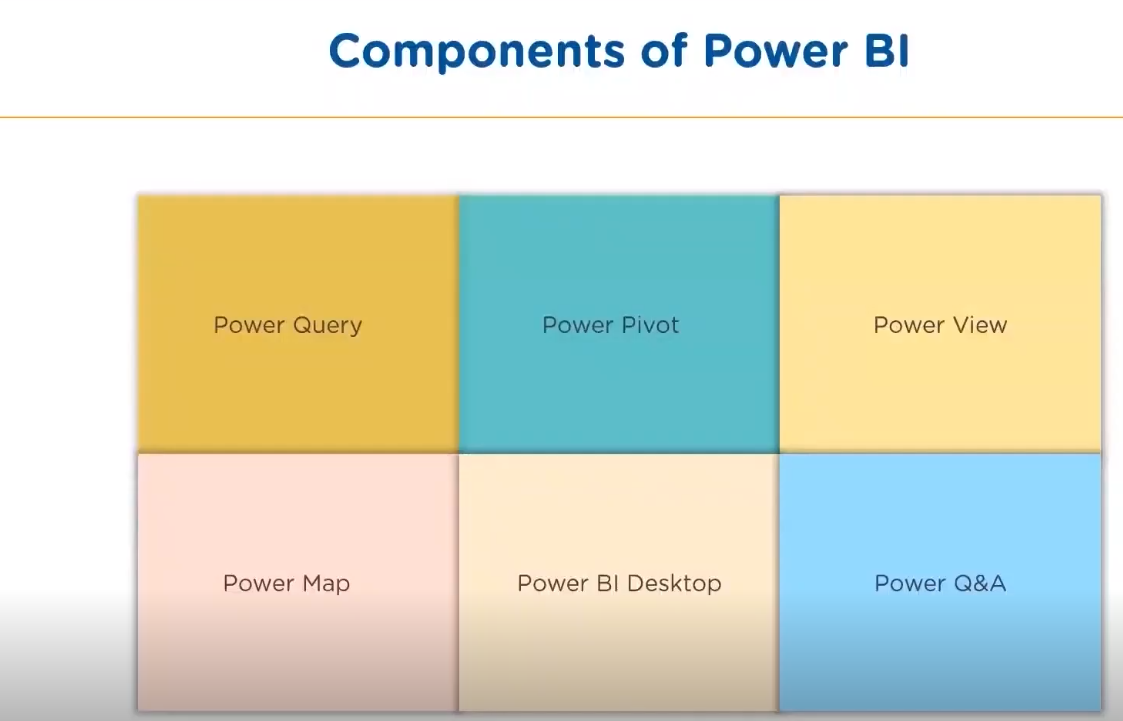 Components of Power BI
Power Query
Power Pivot
Power View
Power Map
Power BI Desktop
Power Q&A